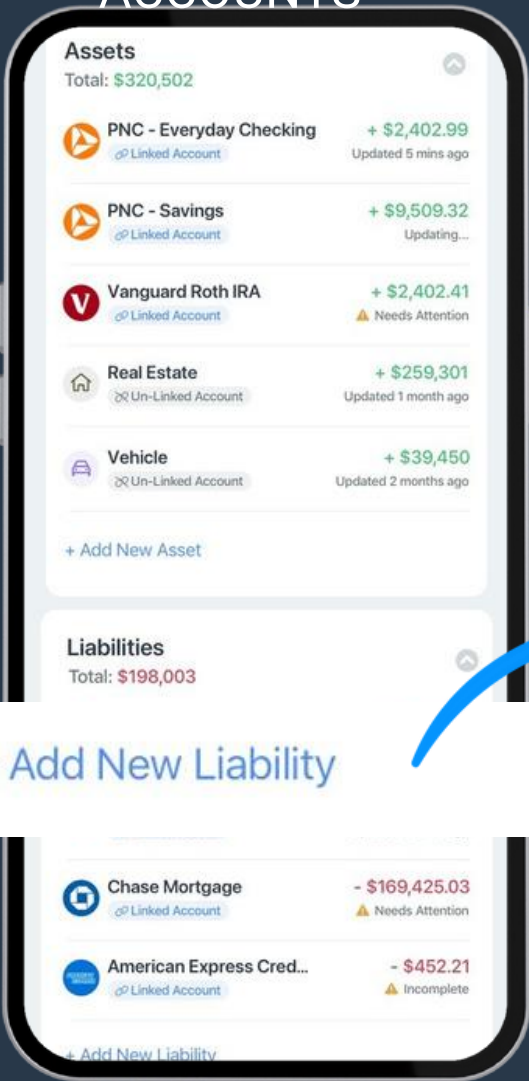 ACCOUNTS
Assets
Total: $320,502
PNC - Everyday Checking + $2,402.99
Linked Account Updated 5 mins ago
PNC - Savings + $9,509.32
Linked Account Updating...
V Vanguard Roth IRA + $2,402.41
Linked Account Needs Attention
Real Estate + $259,301
Un-Linked Account Updated 1 month ago
Vehicle + $39,450
Un-Linked Account Updated 2 months ago
+ Add New Asset
Liabilities
Total: $198,003
Add New Liability
Chase Mortgage - $169,425.03
Linked Account Needs Attention
American Express Cred... - $452.21
Linked Account Incomplete
+ Add New Liability